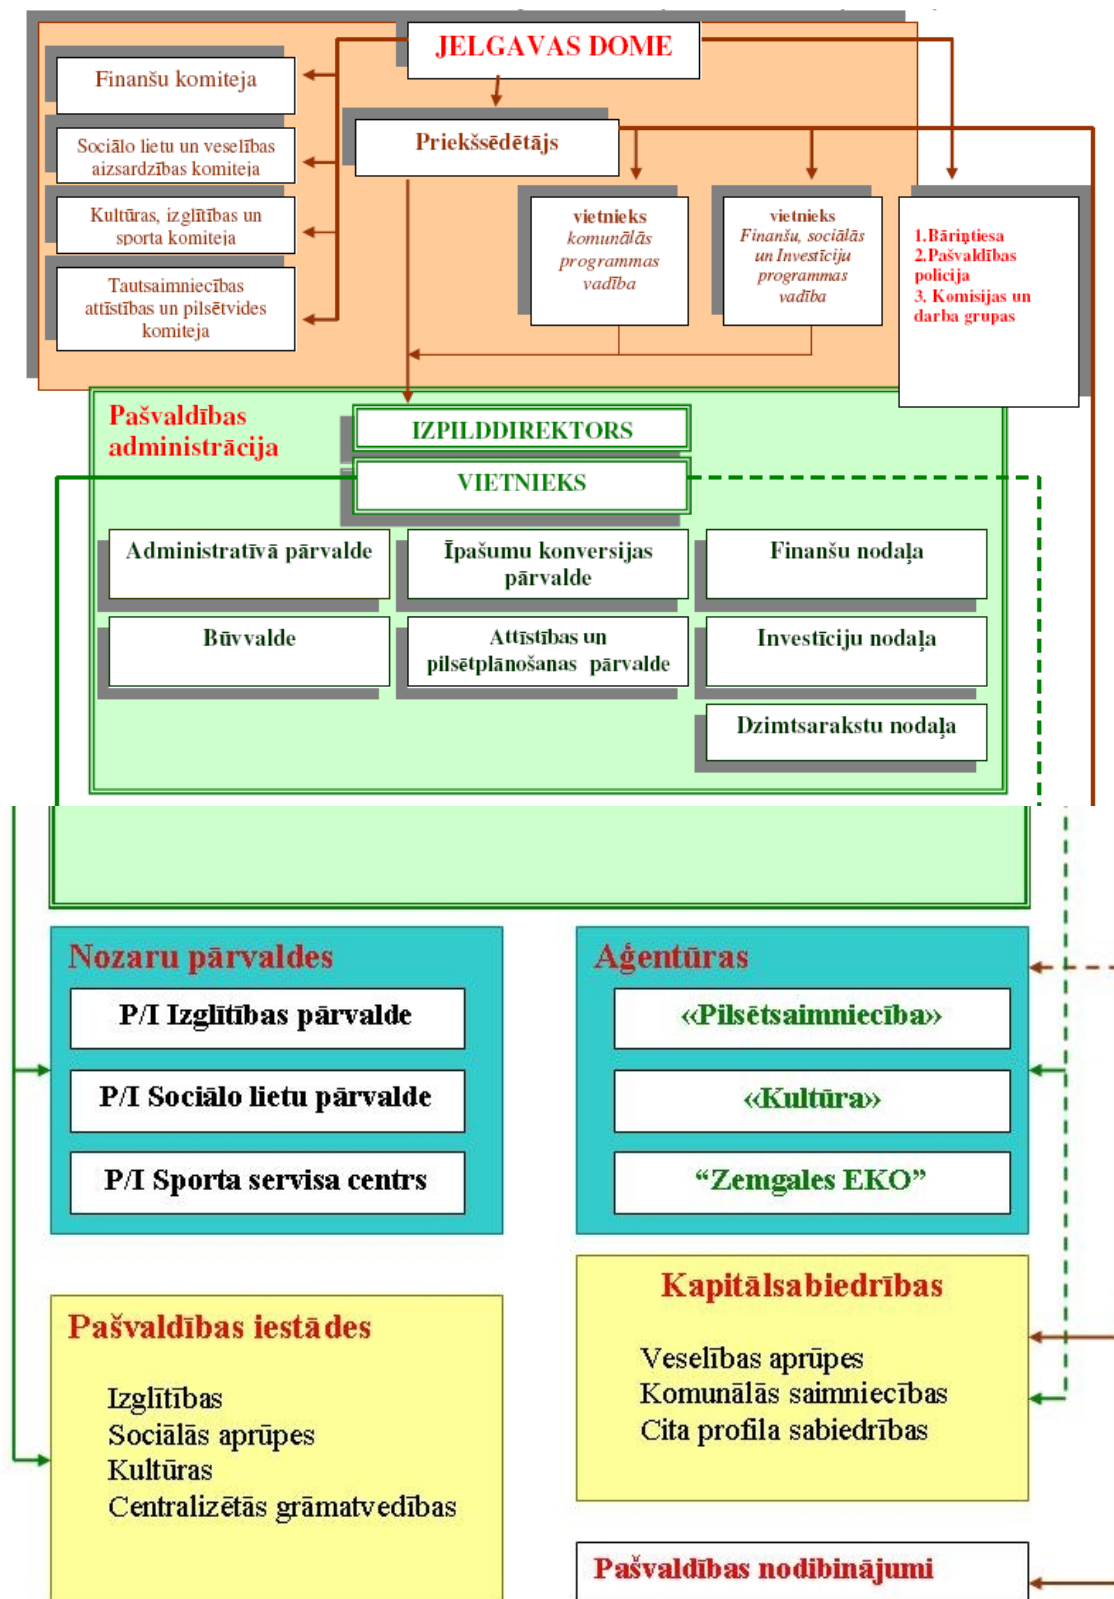 JELGAVAS DOME
Finanšu komiteja
Sociālo lietu un veselības
aizsardzības komiteja
Kultūras, izglītības un
sporta komiteja
Tautsaimniecības
attīstības un pilsētvides
komiteja
Priekšsēdētājs
vietnieks
komunālās
programmas
vadība
vietnieks
Finanšu, sociālās
un Investīciju
programmas
vadība
1.Bāriņtiesa
2.Pašvaldības
policija
3. Komisijas un
darba grupas
Pašvaldības
administrācija
IZPILDDIREKTORS
VIETNIEKS
Administratīvā pārvalde
Īpašumu konversijas
pārvalde
Finanšu nodaļa
Būvvalde
Attīstības un
pilsētplānošanas pārvalde
Investīciju nodaļa
Dzimtsarakstu nodaļa
Nozaru pārvaldes
P/I Izglītības pārvalde
P/I Sociālo lietu pārvalde
P/I Sporta servisa centrs
Aģentūras
«Pilsētsaimniecība»
«Kultūra»
“Zemgales EKO”
Pašvaldības iestādes
Izglītības
Sociālās aprūpes
Kultūras
Centralizētās grāmatvedības
Kapitālsabiedrības
Veselības aprūpes
Komunālās saimniecības
Cita profila sabiedrības
Pašvaldības nodibinājumi